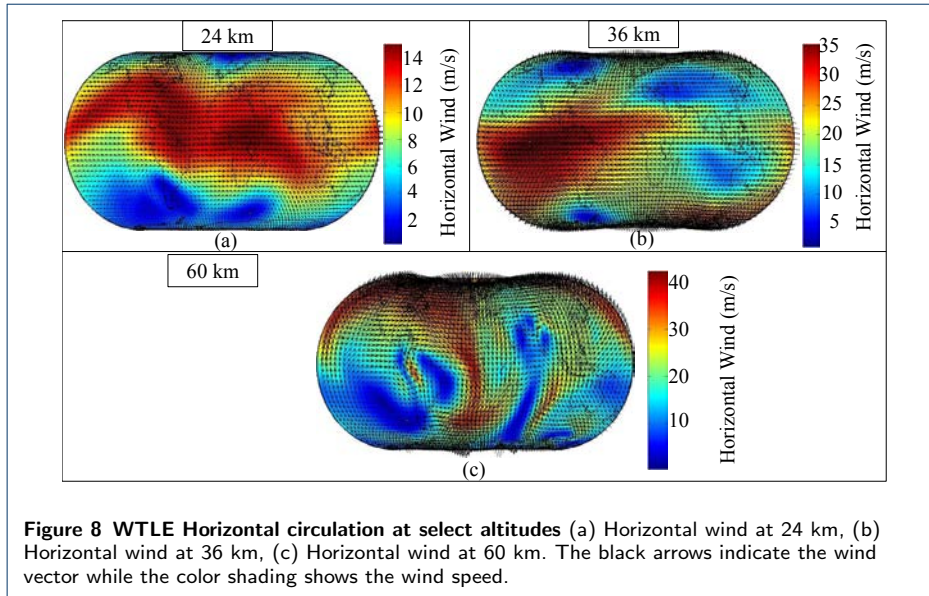 24 km
14
12
10
8
6
4
2
Horizontal Wind (m/s)
(a)
36 km
35
30
25
20
15
10
5
Horizontal Wind (m/s)
(b)
60 km
40
30
20
10
Horizontal Wind (m/s)
(c)
Figure 8 WTLE Horizontal circulation at select altitudes (a) Horizontal wind at 24 km, (b)
Horizontal wind at 36 km, (c) Horizontal wind at 60 km. The black arrows indicate the wind
vector while the color shading shows the wind speed.